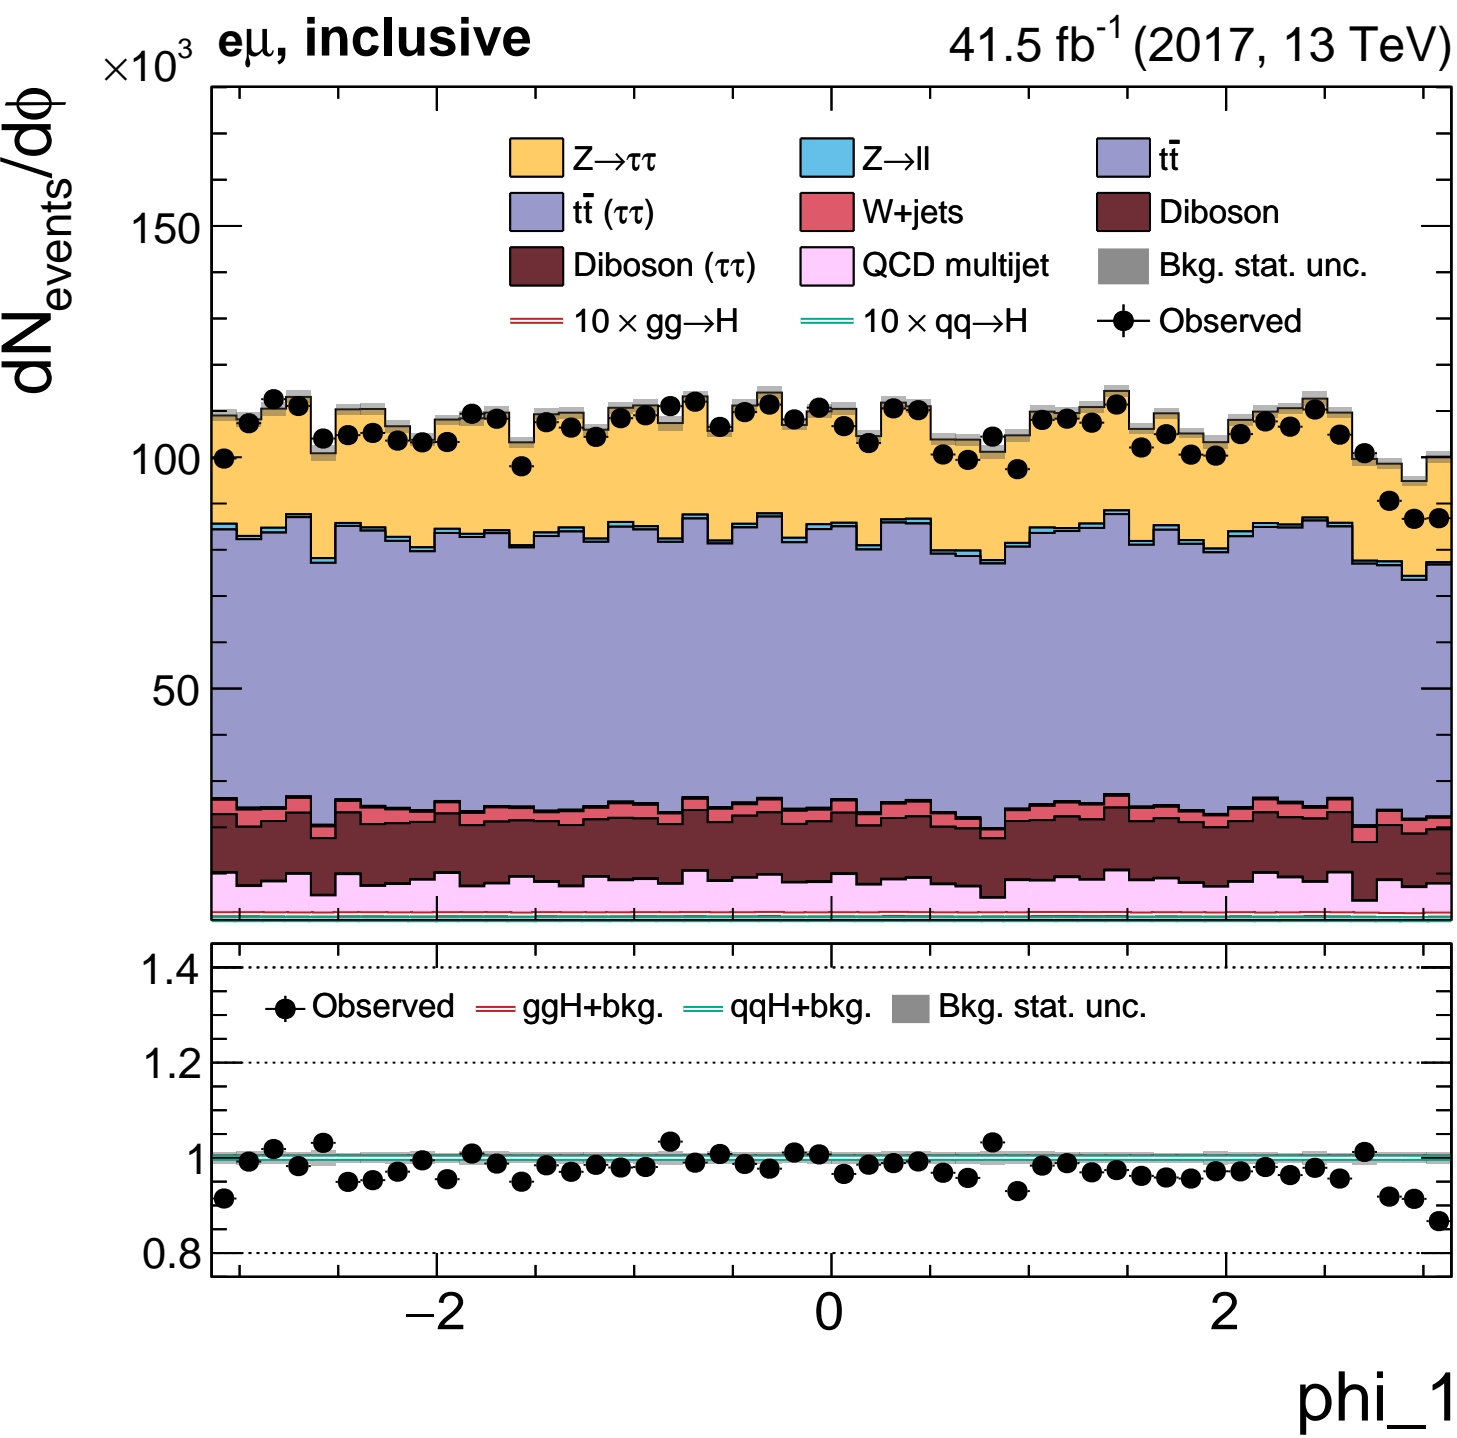 ×10³ eμ, inclusive 41.5 fb⁻¹ (2017, 13 TeV)
dN_events/dϕ
Z→ττ Z→ll tt̄
tt̄ (ττ) W+jets Diboson
Diboson (ττ) QCD multijet Bkg. stat. unc.
10 × gg→H 10 × qq→H Observed
150
100
50
1.4
Observed ggH+bkg. qqH+bkg. Bkg. stat. unc.
1.2
1
0.8
−2 0 2
phi_1